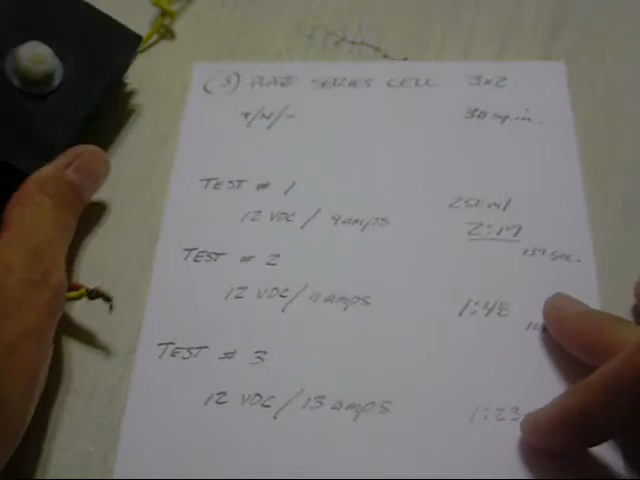 (3) PLATE SERIES CELL 3x2
+/N/- 30 sq. in.
TEST # 1
250 ml
12 VDC / 9 amps 2:17
137 sec.
TEST # 2
12 VDC / 11 amps 1:48
TEST # 3
12 VDC / 13 amps 1:23